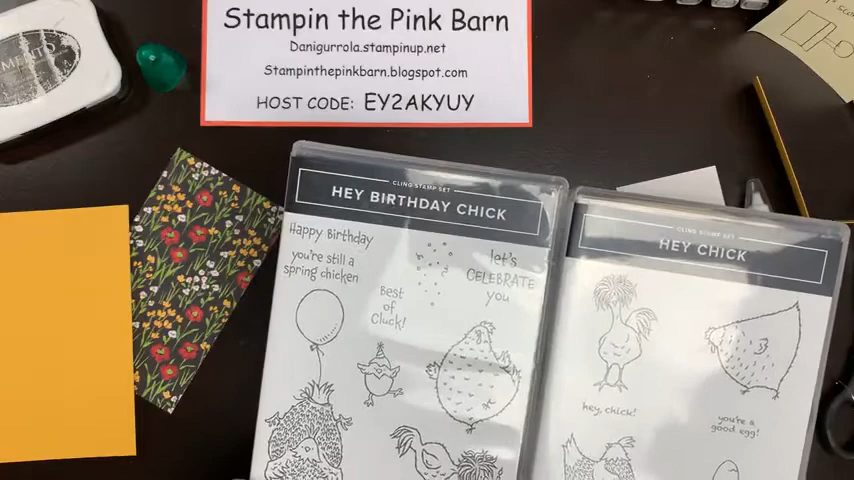 Stampin the Pink Barn
Danigurrola.stampinup.net
Stampinthepinkbarn.blogspot.com
HOST CODE: EY2AKYUY
MEMENTO
CLING STAMP SET
HEY BIRTHDAY CHICK
Happy Birthday
you're still a
spring chicken
Best
of
Cluck!
let's
CELEBRATE
you
CLING STAMP SET
HEY CHICK
hey, chick!
you're a
good egg!